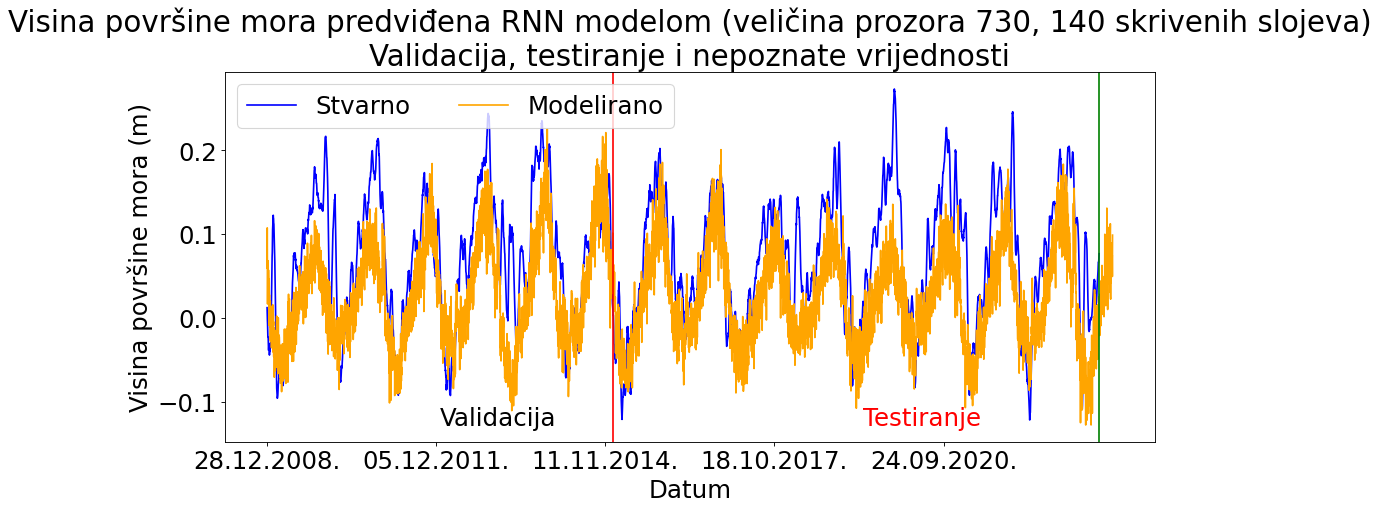 Visina površine mora predviđena RNN modelom (veličina prozora 730, 140 skrivenih slojeva)
Validacija, testiranje i nepoznate vrijednosti
Stvarno Modelirano
Visina površine mora (m)
0.2
0.1
0.0
−0.1
Validacija Testiranje
28.12.2008. 05.12.2011. 11.11.2014. 18.10.2017. 24.09.2020.
Datum